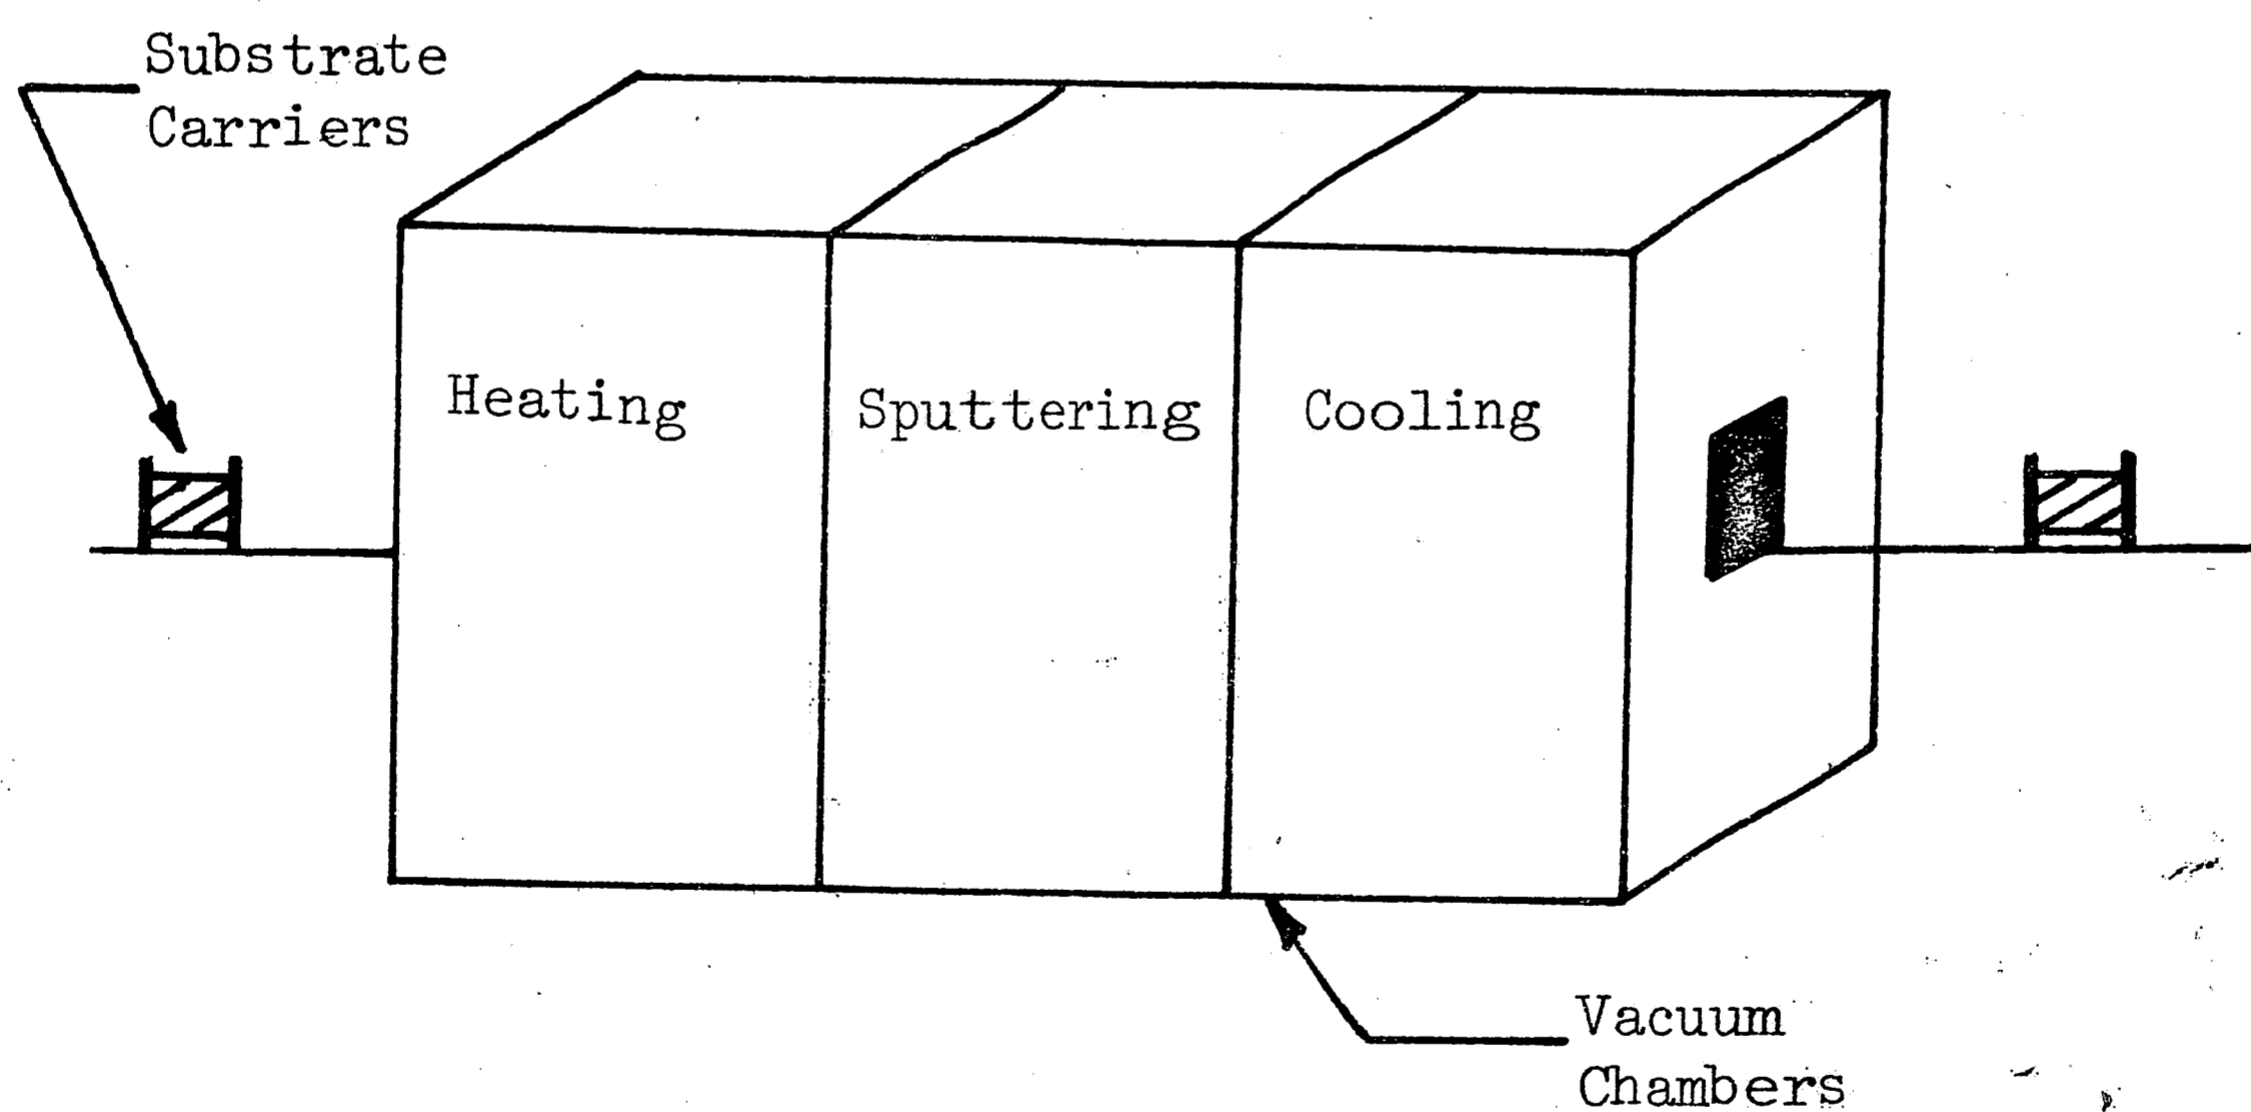 Substrate
Carriers
Heating
Sputtering
Cooling
Vacuum
Chambers